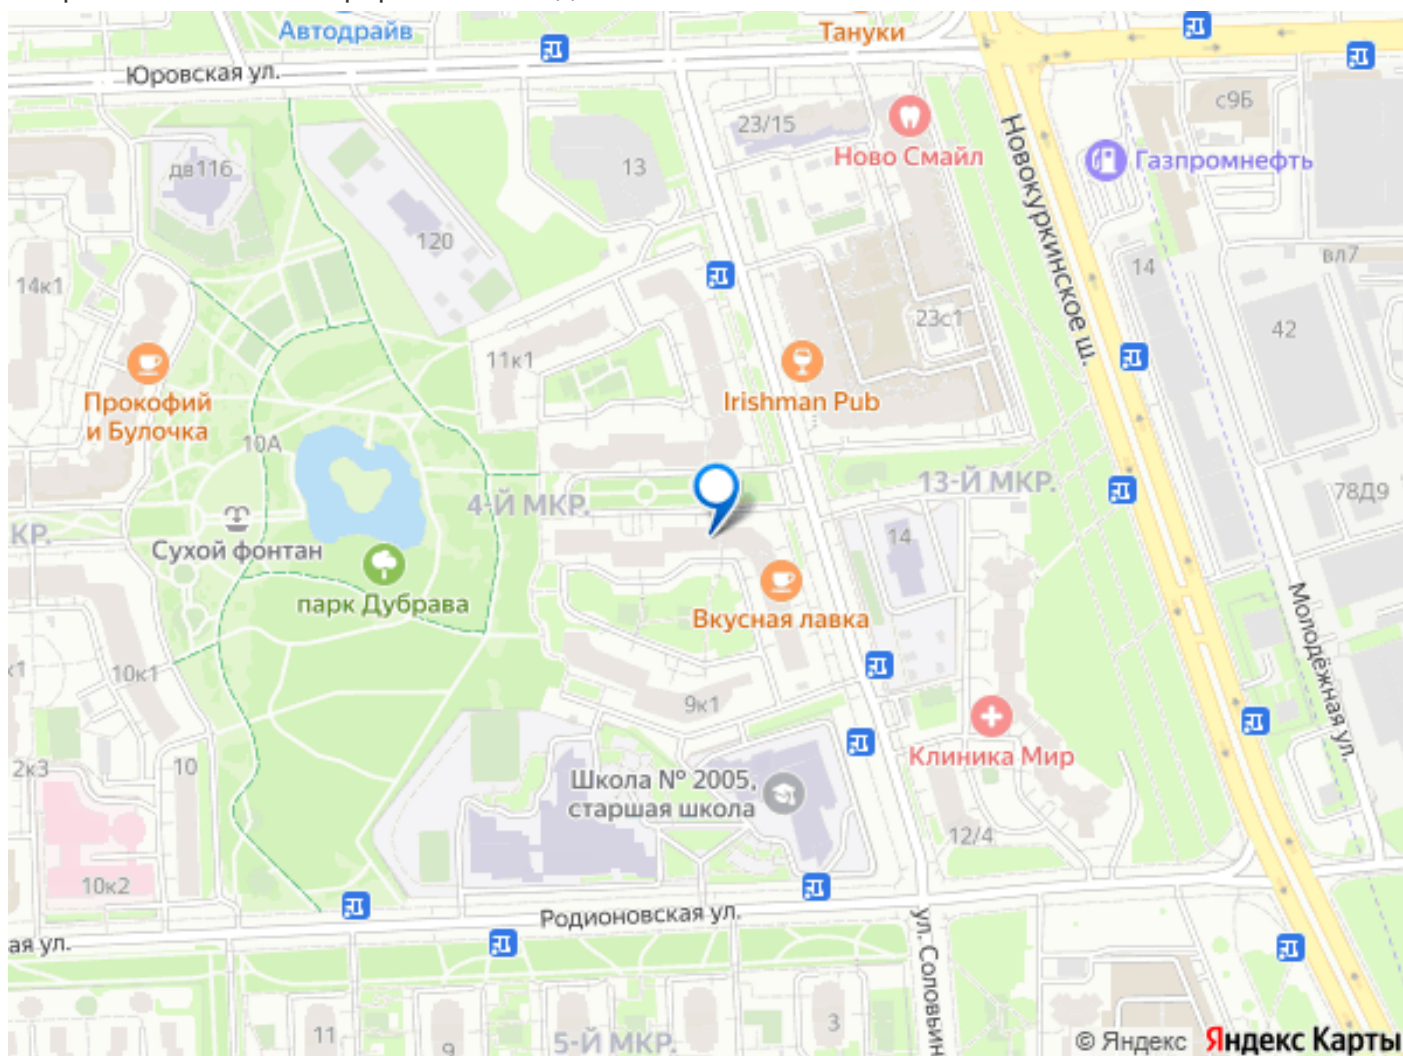 Автодрайв
Тануки
Юровская ул.
с9Б
23/15
Ново Смайл
Газпромнефть
Новокуркинское ш.
дв116
13
120
14к1
14
вл7
42
23с1
11к1
Прокофий
и Булочка
Irishman Pub
10А
4-Й МКР.
13-Й МКР.
78Д9
КР.
Сухой фонтан
14
парк Дубрава
Вкусная лавка
Молодёжная ул.
к1
10к1
9к1
Клиника Мир
2к3
10
Школа № 2005,
старшая школа
12/4
10к2
Родионовская ул.
ая ул.
ул. Соловьин
11
9
5-Й МКР.
3
© Яндекс Яндекс Карты